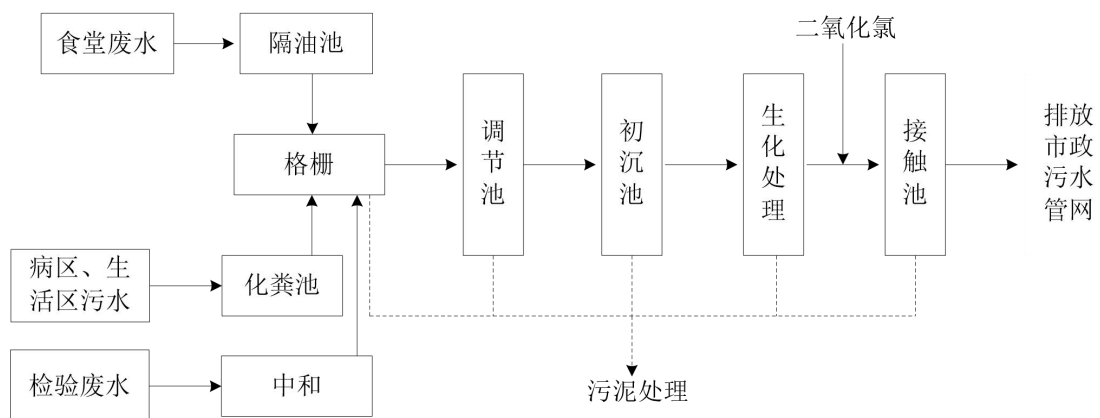 食堂废水
隔油池
二氧化氯
格栅
调节池
初沉池
生化处理
接触池
排放
市政
污水
管网
病区、生
活区污水
化粪池
检验废水
中和
污泥处理